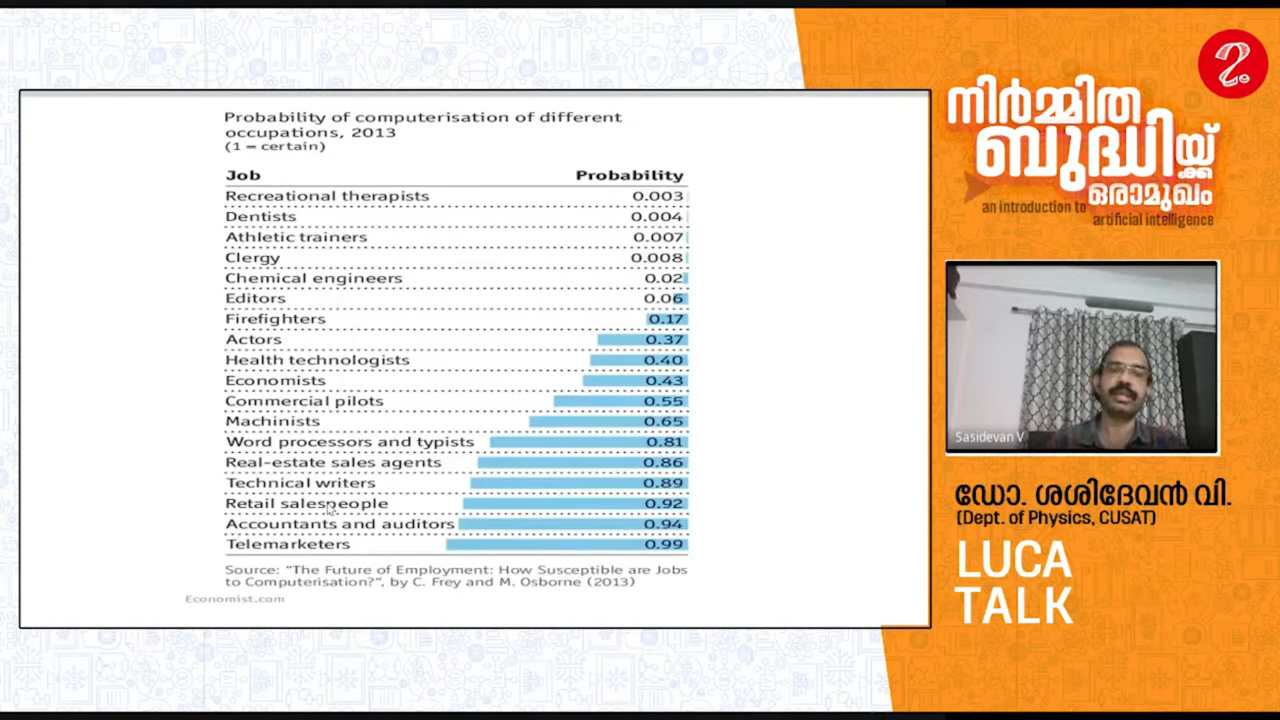 Probability of computerisation of different
occupations, 2013
(1 = certain)
Job Probability
Recreational therapists 0.003
Dentists 0.004
Athletic trainers 0.007
Clergy 0.008
Chemical engineers 0.02
Editors 0.06
Firefighters 0.17
Actors 0.37
Health technologists 0.40
Economists 0.43
Commercial pilots 0.55
Machinists 0.65
Word processors and typists 0.81
Real-estate sales agents 0.86
Technical writers 0.89
Retail salespeople 0.92
Accountants and auditors 0.94
Telemarketers 0.99
Source: "The Future of Employment: How Susceptible are Jobs
to Computerisation?", by C. Frey and M. Osborne (2013)
Economist.com
നിർമ്മിത
ബുദ്ധിയ്ക്ക്
ഒരാമുഖം
an introduction to
artificial intelligence
Sasidevan V
ഡോ. ശശിദേവൻ വി.
(Dept. of Physics, CUSAT)
LUCA
TALK